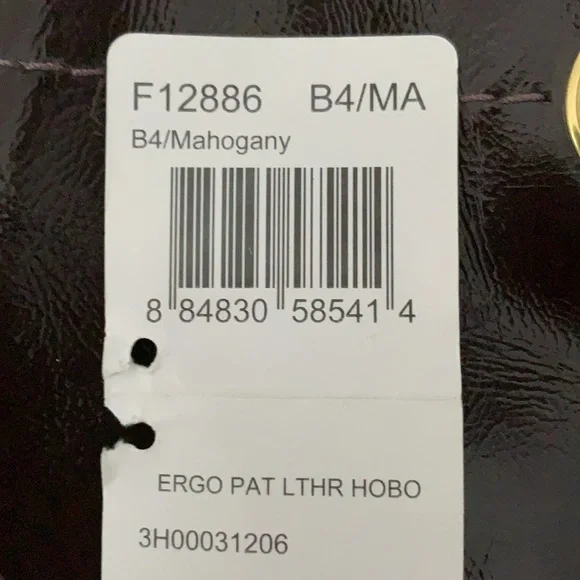 F12886 B4/MA
B4/Mahogany
8 84830 58541 4
ERGO PAT LTHR HOBO
3H00031206